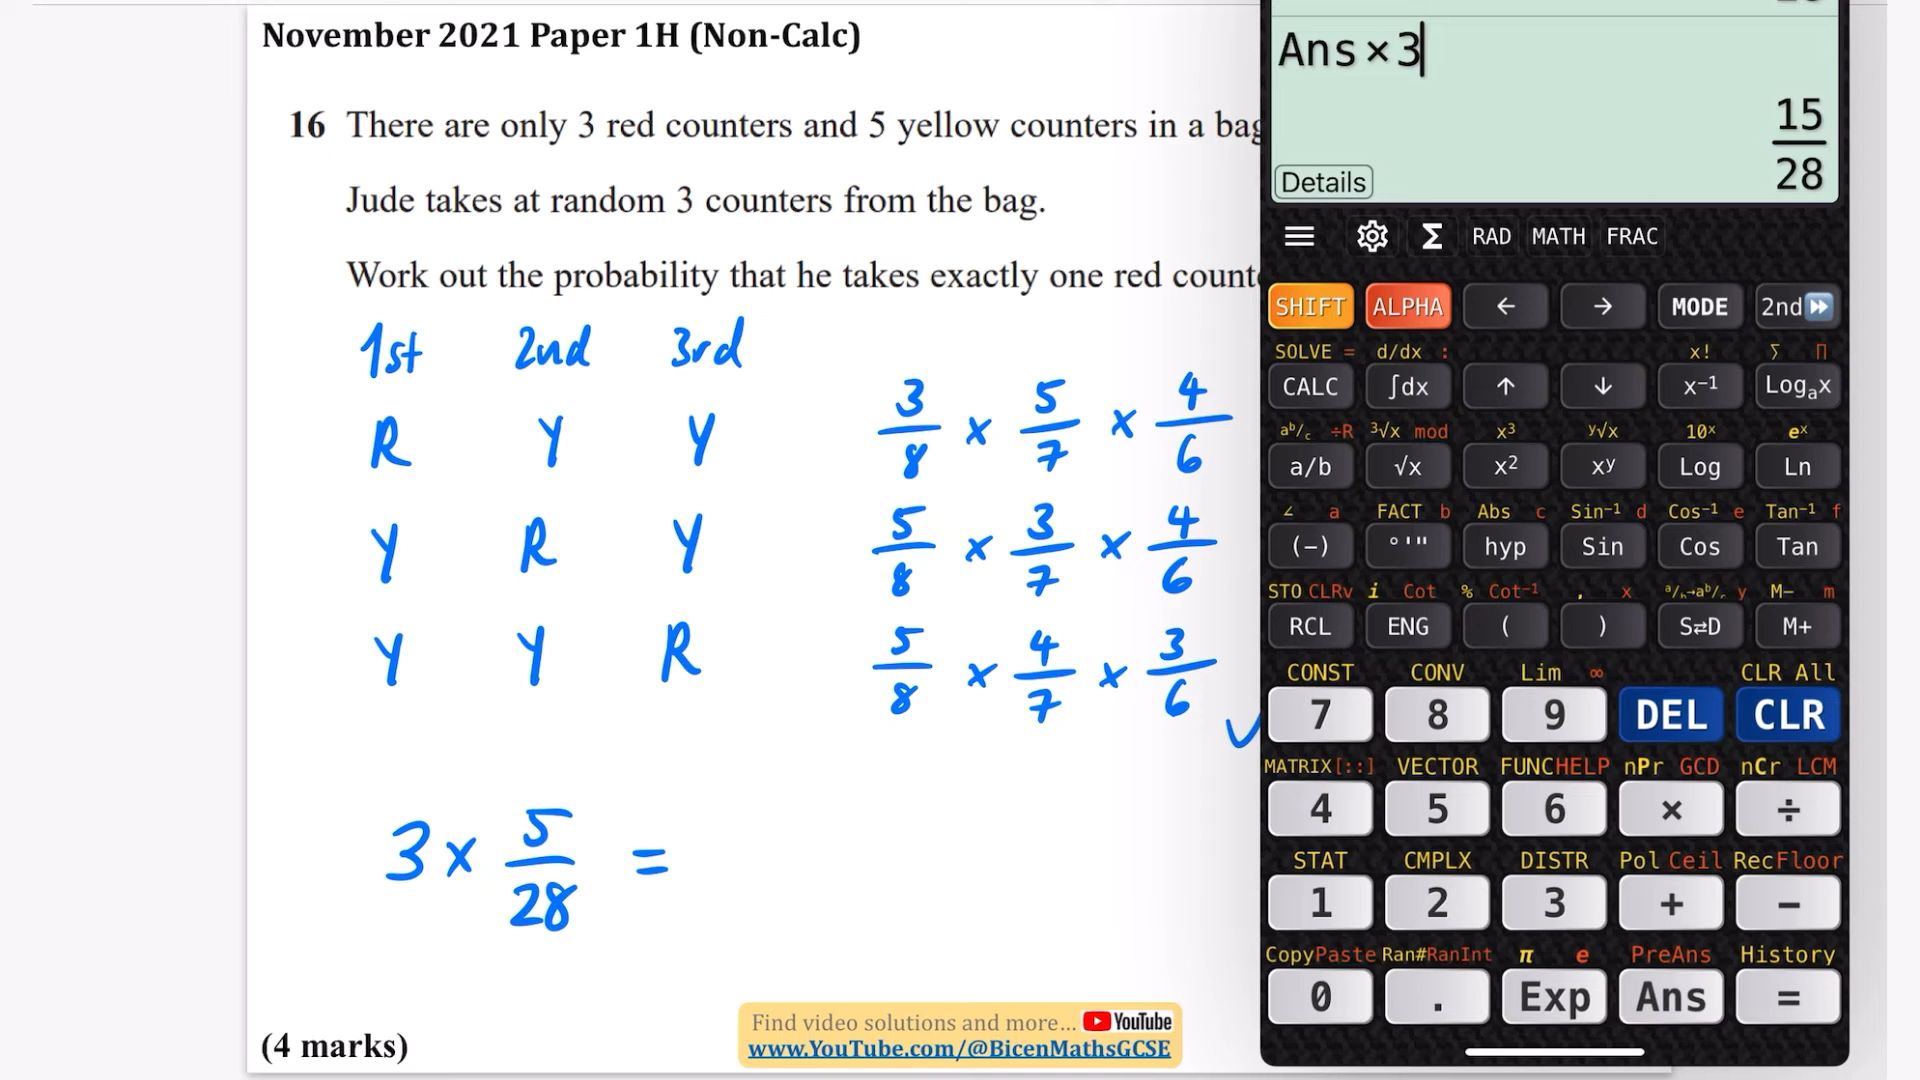 November 2021 Paper 1H (Non-Calc)
16 There are only 3 red counters and 5 yellow counters in a bag
Jude takes at random 3 counters from the bag.
Work out the probability that he takes exactly one red counte
1st 2nd 3rd
R Y Y 3/8 × 5/7 × 4/6
Y R Y 5/8 × 3/7 × 4/6
Y Y R 5/8 × 4/7 × 3/6
3 × 5/28 =
(4 marks)
Find video solutions and more... YouTube
www.YouTube.com/@BicenMathsGCSE
Ans×3
15/28
Details
RAD MATH FRAC
SHIFT ALPHA ← → MODE 2nd
SOLVE = d/dx : x! ∑ ∏
CALC ∫dx ↑ ↓ x⁻¹ Logₐx
aᵇ/c ÷R ³√x mod x³ ʸ√x 10ˣ eˣ
a/b √x x² xʸ Log Ln
∠ a FACT b Abs c Sin⁻¹ d Cos⁻¹ e Tan⁻¹ f
(−) °'" hyp Sin Cos Tan
STO CLRv i Cot % Cot⁻¹ , x y M− m
RCL ENG ( ) S⇄D M+
CONST CONV Lim ∞ CLR All
7 8 9 DEL CLR
MATRIX[::] VECTOR FUNC HELP nPr GCD nCr LCM
4 5 6 × ÷
STAT CMPLX DISTR Pol Ceil Rec Floor
1 2 3 + −
Copy Paste Ran# RanInt π e PreAns History
0 . Exp Ans =